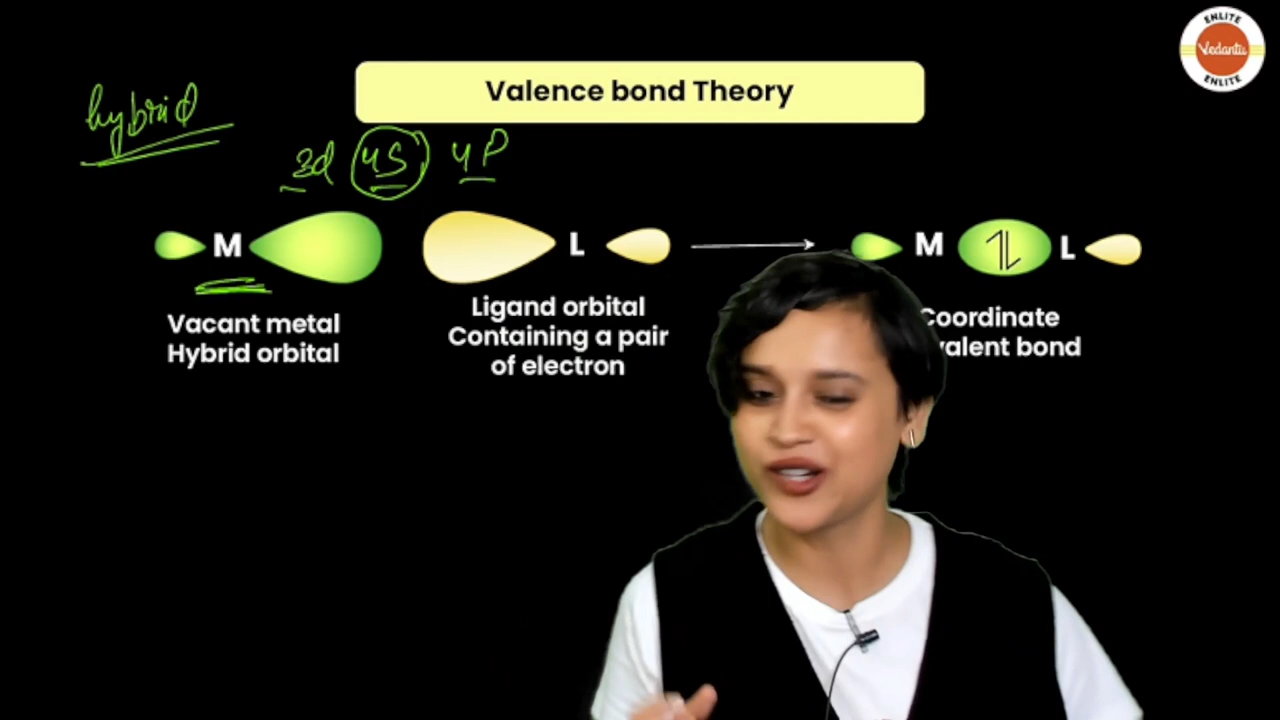 ENLITE
Vedantu
ENLITE
Valence bond Theory
hybrid
3d 4S 4P
M L M L
Vacant metal
Hybrid orbital
Ligand orbital
Containing a pair
of electron
Coordinate
valent bond